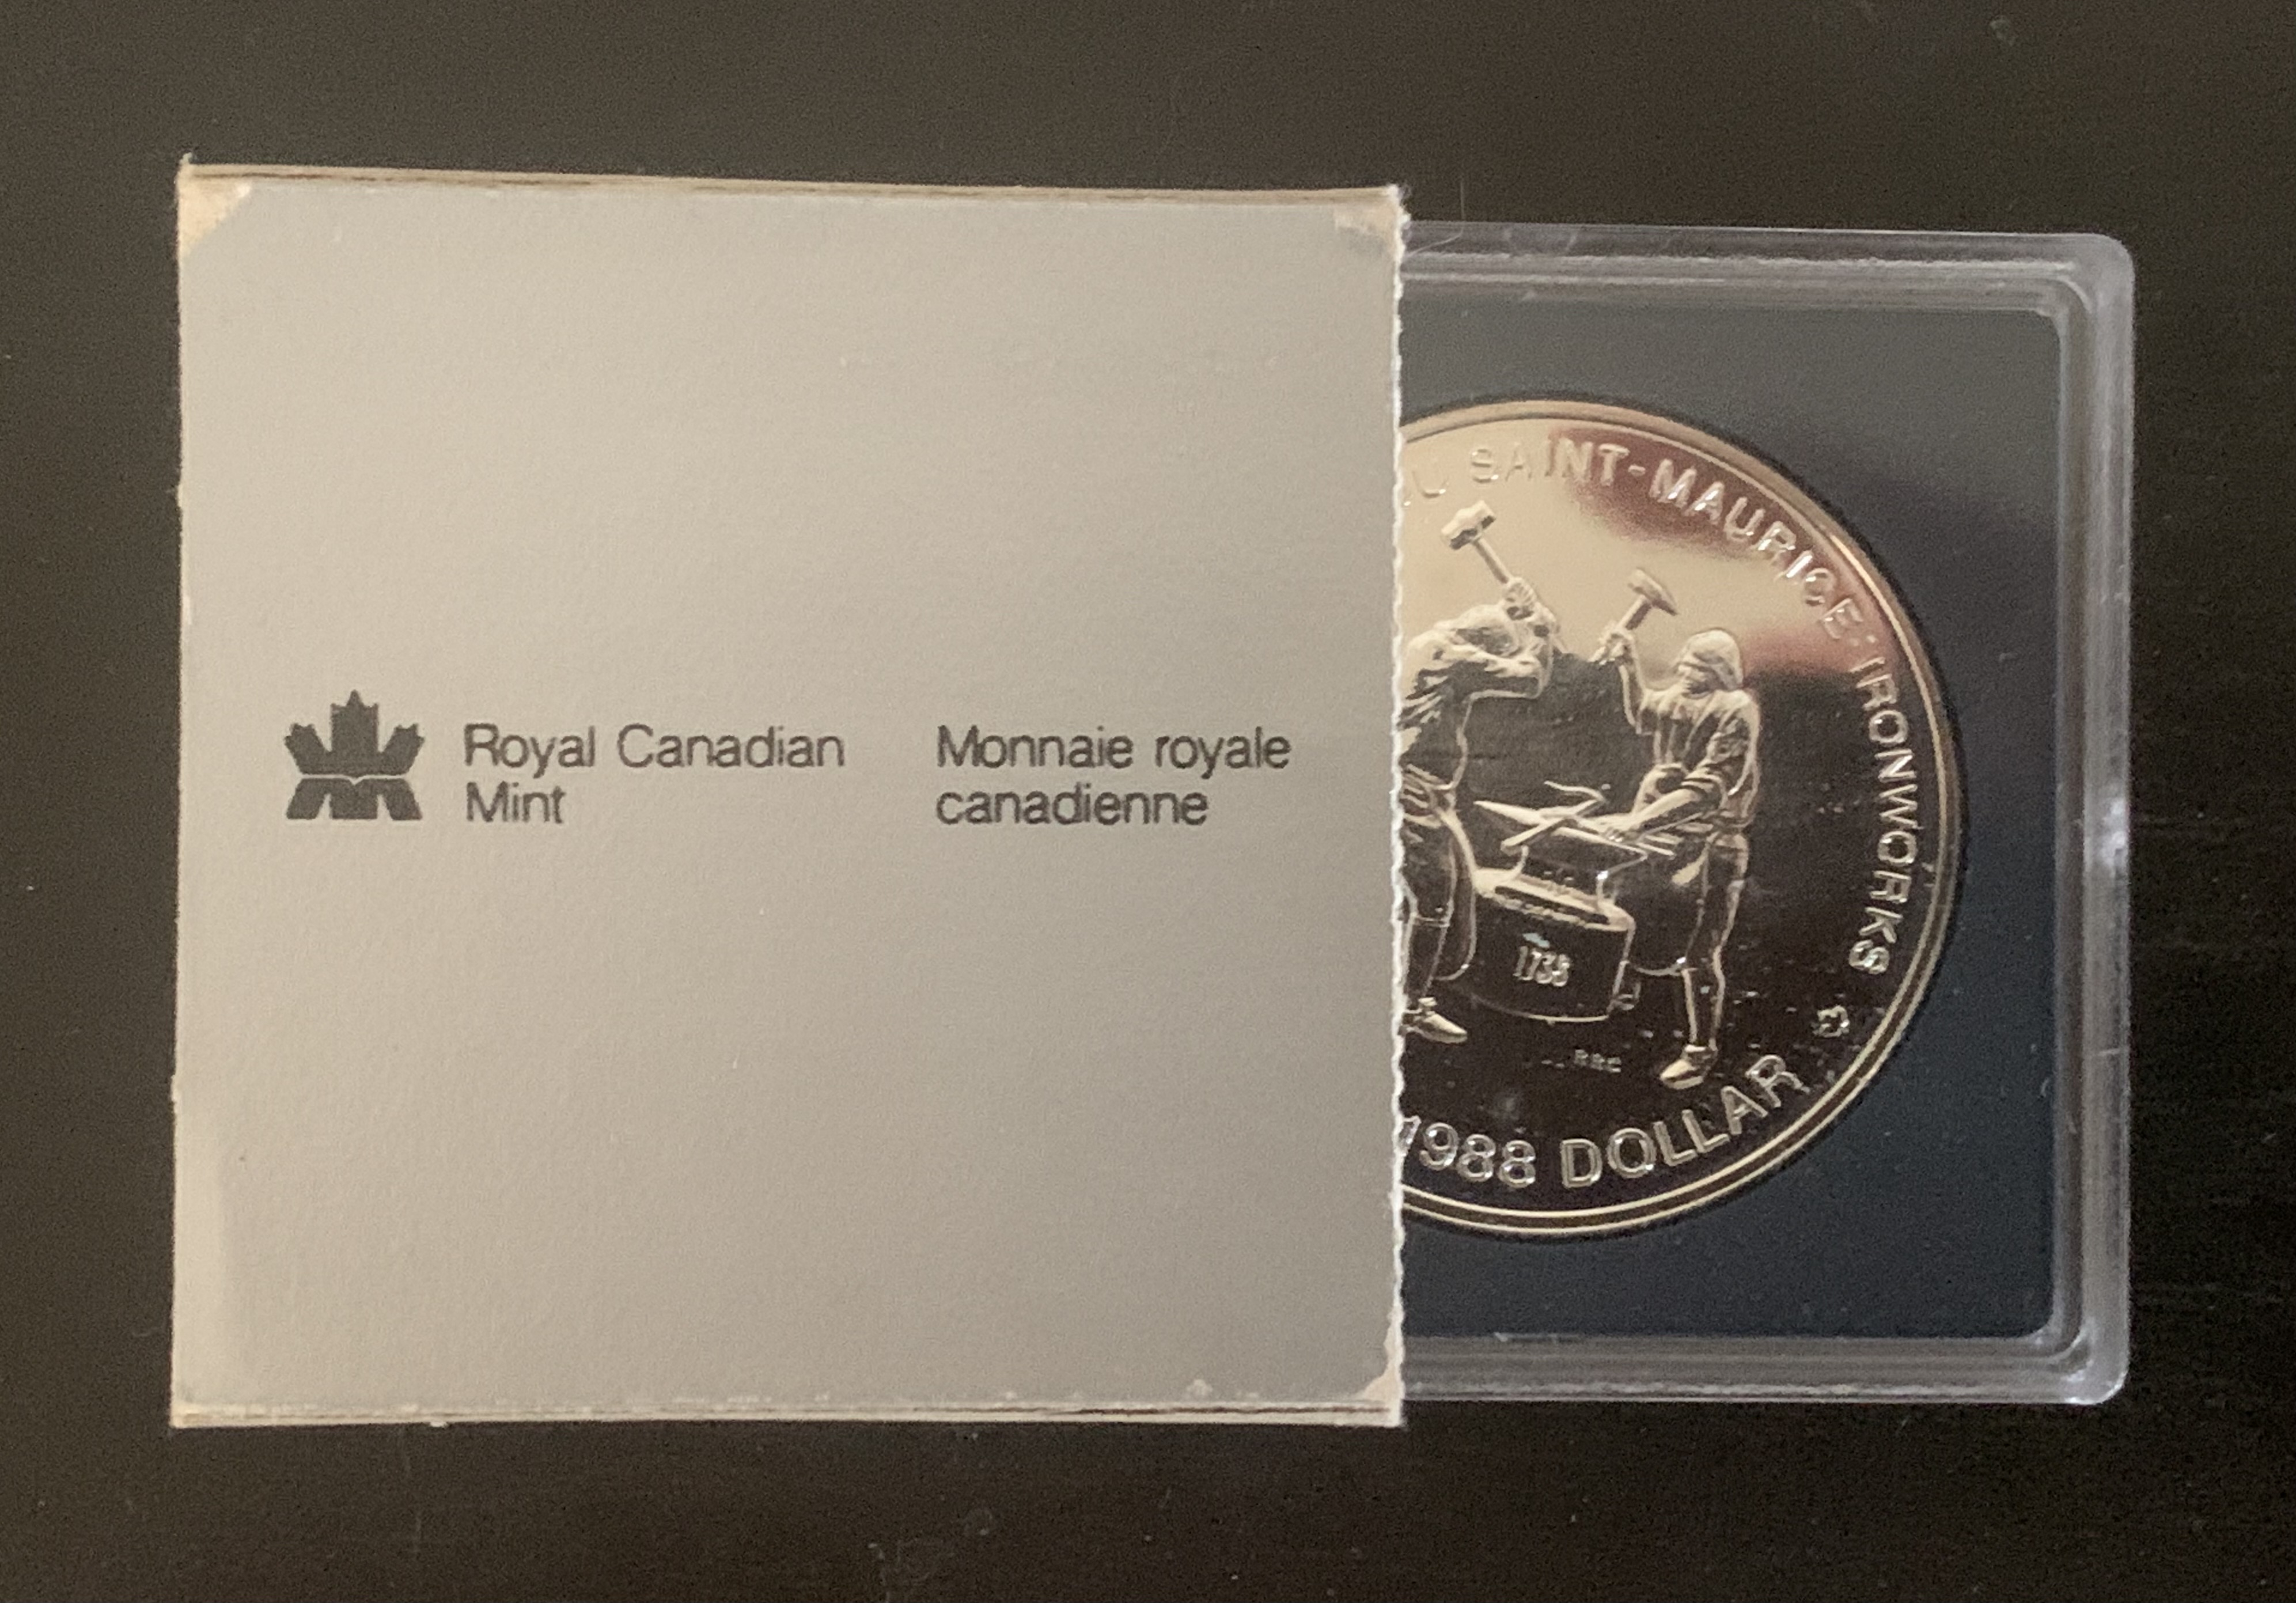 Royal Canadian
Mint
Monnaie royale
canadienne
SAINT-MAURICE IRONWORKS
1738
1988 DOLLAR